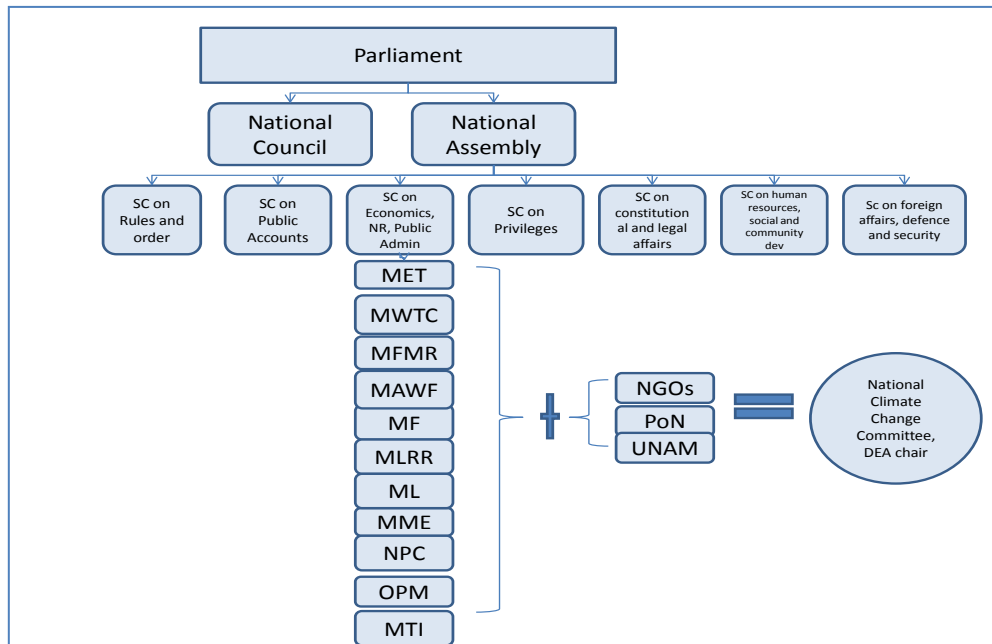 Parliament
National
Council
National
Assembly
SC on
Rules and
order
SC on
Public
Accounts
SC on
Economics,
NR, Public
Admin
SC on
Privileges
SC on
constitution
al and legal
affairs
SC on human
resources,
social and
community
dev
Sc on foreign
affairs, defence
and security
MET
MWTC
MFMR
MAWF
MF
MLRR
ML
MME
NPC
OPM
MTI
NGOs
PoN
UNAM
National
Climate
Change
Committee,
DEA chair